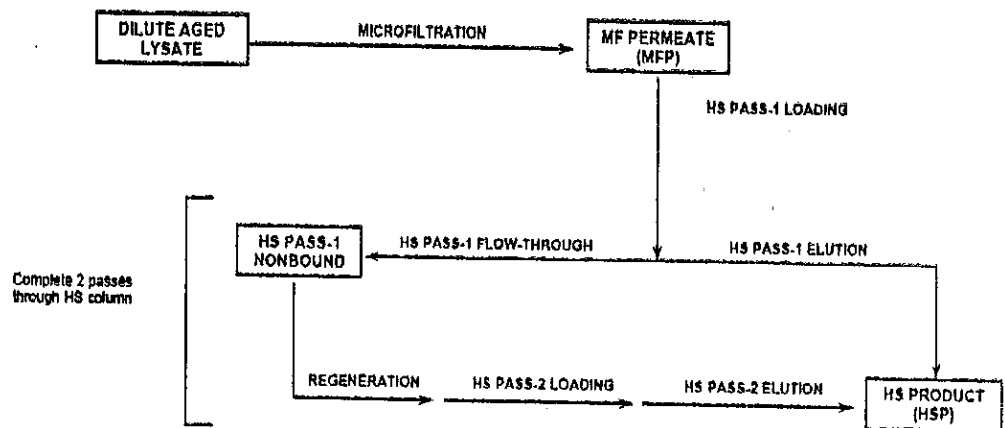 DILUTE AGED
LYSATE
MICROFILTRATION
MF PERMEATE
(MFP)
HS PASS-1 LOADING
HS PASS-1
NONBOUND
HS PASS-1 FLOW-THROUGH
HS PASS-1 ELUTION
Complete 2 passes
through HS column
REGENERATION
HS PASS-2 LOADING
HS PASS-2 ELUTION
HS PRODUCT
(HSP)